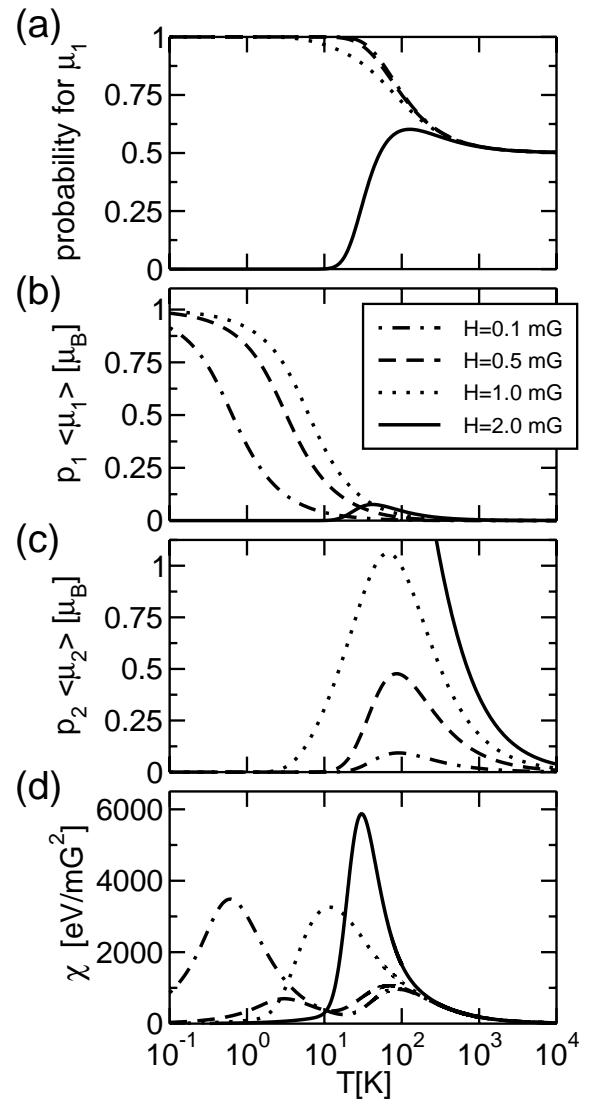 (a)
probability for μ₁
1
0.75
0.5
0.25
0
(b)
p₁ <μ₁> [μ_B]
1
0.75
0.5
0.25
0
H=0.1 mG
H=0.5 mG
H=1.0 mG
H=2.0 mG
(c)
p₂ <μ₂> [μ_B]
1
0.75
0.5
0.25
0
(d)
χ [eV/mG²]
6000
4000
2000
0
10⁻¹ 10⁰ 10¹ 10² 10³ 10⁴
T[K]